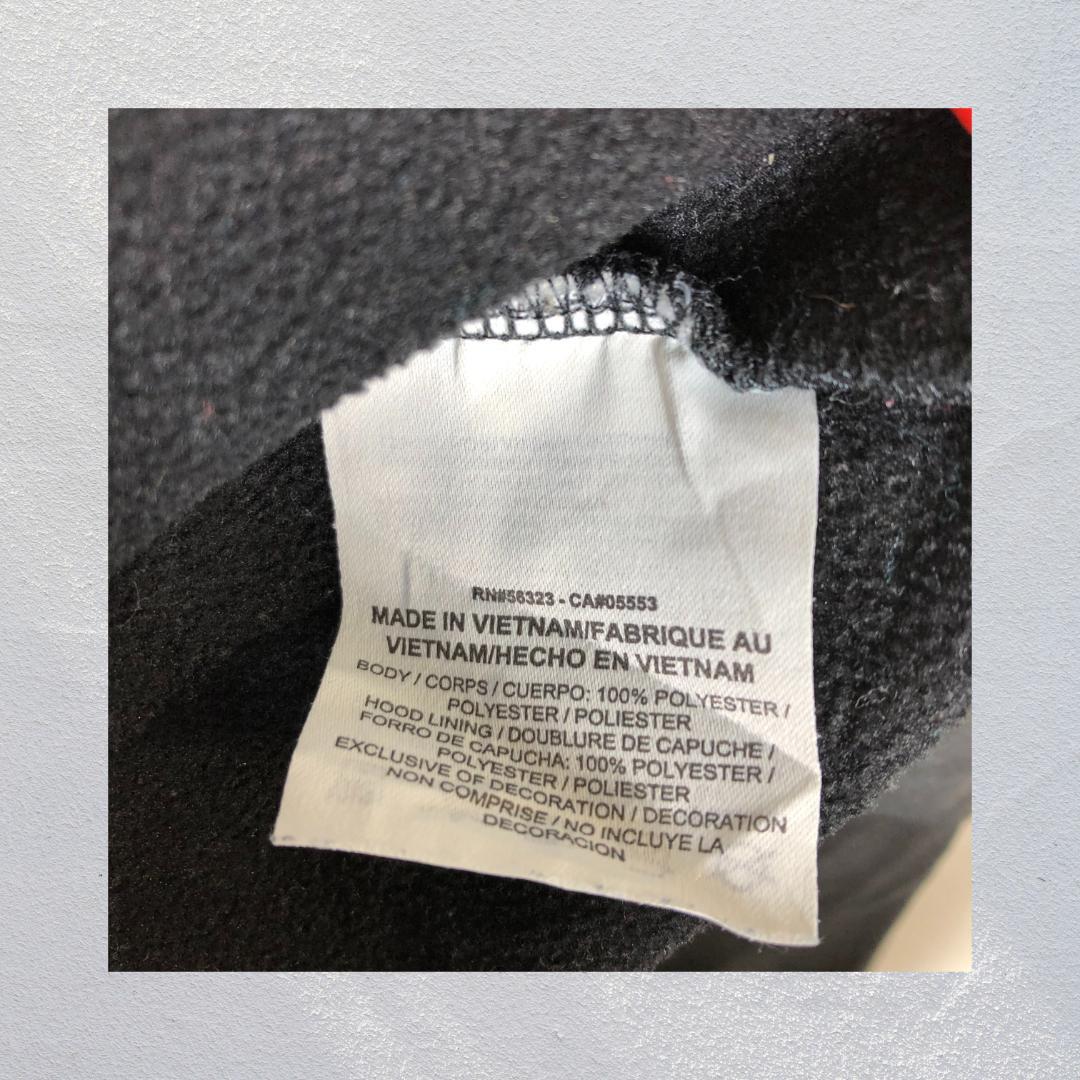 RN#56323 - CA#05553
MADE IN VIETNAM/FABRIQUE AU
VIETNAM/HECHO EN VIETNAM
BODY / CORPS / CUERPO: 100% POLYESTER /
POLYESTER / POLIESTER
HOOD LINING / DOUBLURE DE CAPUCHE /
FORRO DE CAPUCHA: 100% POLYESTER /
POLYESTER / POLIESTER
EXCLUSIVE OF DECORATION / DECORATION
NON COMPRISE / NO INCLUYE LA
DECORACION